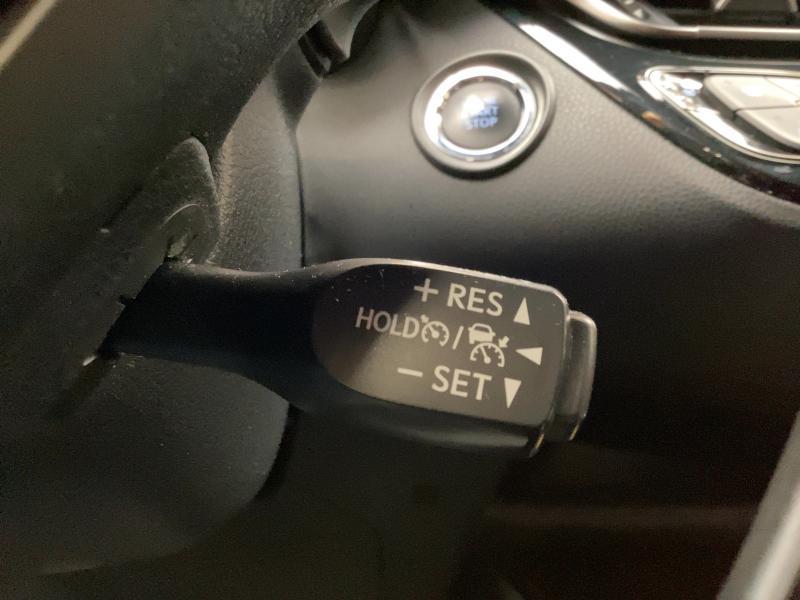 START
STOP
+ RES ▲
HOLD / ◀
− SET ▼